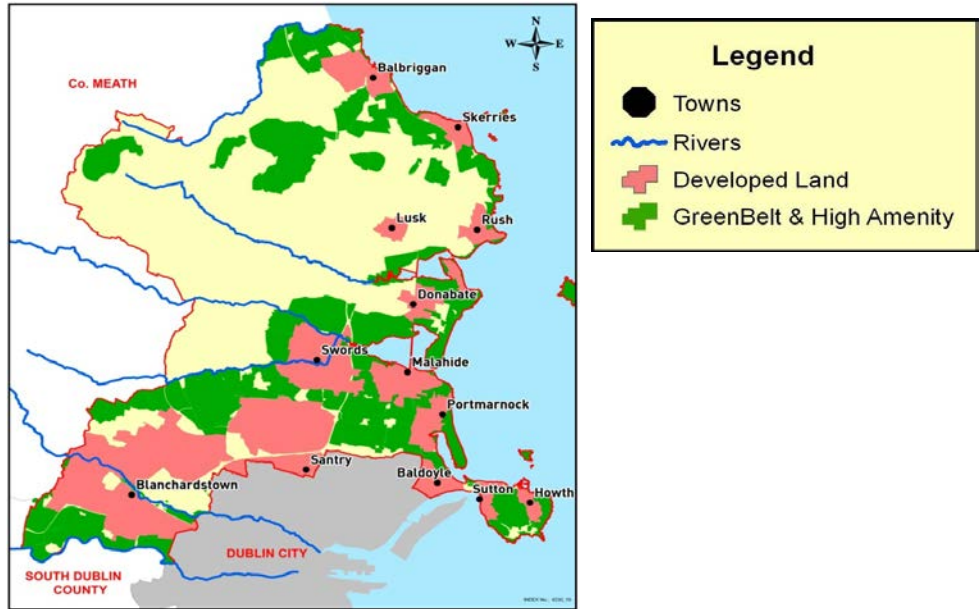 N
W E
S
Co. MEATH
Balbriggan
Skerries
Lusk
Rush
Donabate
Swords
Malahide
Portmarnock
Santry
Baldoyle
Blanchardstown
Sutton
Howth
DUBLIN CITY
SOUTH DUBLIN
COUNTY
Legend
Towns
Rivers
Developed Land
GreenBelt & High Amenity